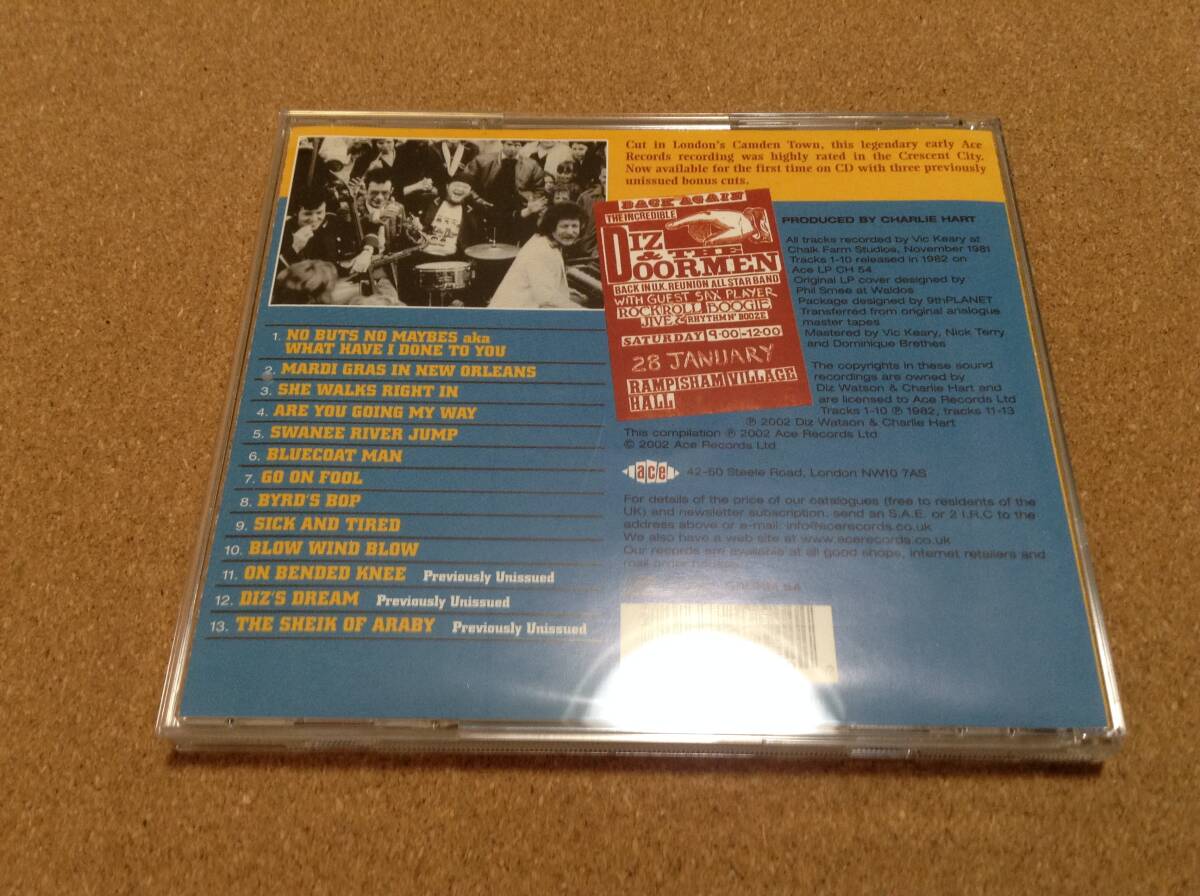 Cut in London's Camden Town, this legendary early Ace
Records recording was highly rated in the Crescent City.
Now available for the first time on CD with three previously
unissued bonus cuts.
BACK AGAIN
THE INCREDIBLE
DIZ
& THE
DOORMEN
BACK IN U.K. REUNION ALL STAR BAND
WITH GUEST SAX PLAYER
ROCK'ROLL BOOGIE
JIVE & RHYTHM N' BOOZE
SATURDAY 9·00-12·00
28 JANUARY
RAMPISHAM VILLAGE
HALL
PRODUCED BY CHARLIE HART
All tracks recorded by Vic Keary at
Chalk Farm Studios, November 1981
Tracks 1-10 released in 1982 on
Ace LP CH 54
Original LP cover designed by
Phil Smee at Waldos
Package designed by 9thPLANET
Transferred from original analogue
master tapes
Mastered by Vic Keary, Nick Terry
and Dominique Brethes
The copyrights in these sound
recordings are owned by
Diz Watson & Charlie Hart and
are licensed to Ace Records Ltd
Tracks 1-10 ℗ 1982, tracks 11-13
℗ 2002 Diz Watson & Charlie Hart
This compilation ℗ 2002 Ace Records Ltd
© 2002 Ace Records Ltd
ace 42-50 Steele Road, London NW10 7AS
For details of the price of our catalogues (free to residents of the
UK) and newsletter subscription, send an S.A.E. or 2 I.R.C to the
address above or e-mail: info@acerecords.co.uk
We also have a web site at www.acerecords.co.uk
Our records are available at all good shops, internet retailers and
mail order
1. NO BUTS NO MAYBES aka
WHAT HAVE I DONE TO YOU
2. MARDI GRAS IN NEW ORLEANS
3. SHE WALKS RIGHT IN
4. ARE YOU GOING MY WAY
5. SWANEE RIVER JUMP
6. BLUECOAT MAN
7. GO ON FOOL
8. BYRD'S BOP
9. SICK AND TIRED
10. BLOW WIND BLOW
11. ON BENDED KNEE Previously Unissued
12. DIZ'S DREAM Previously Unissued
13. THE SHEIK OF ARABY Previously Unissued